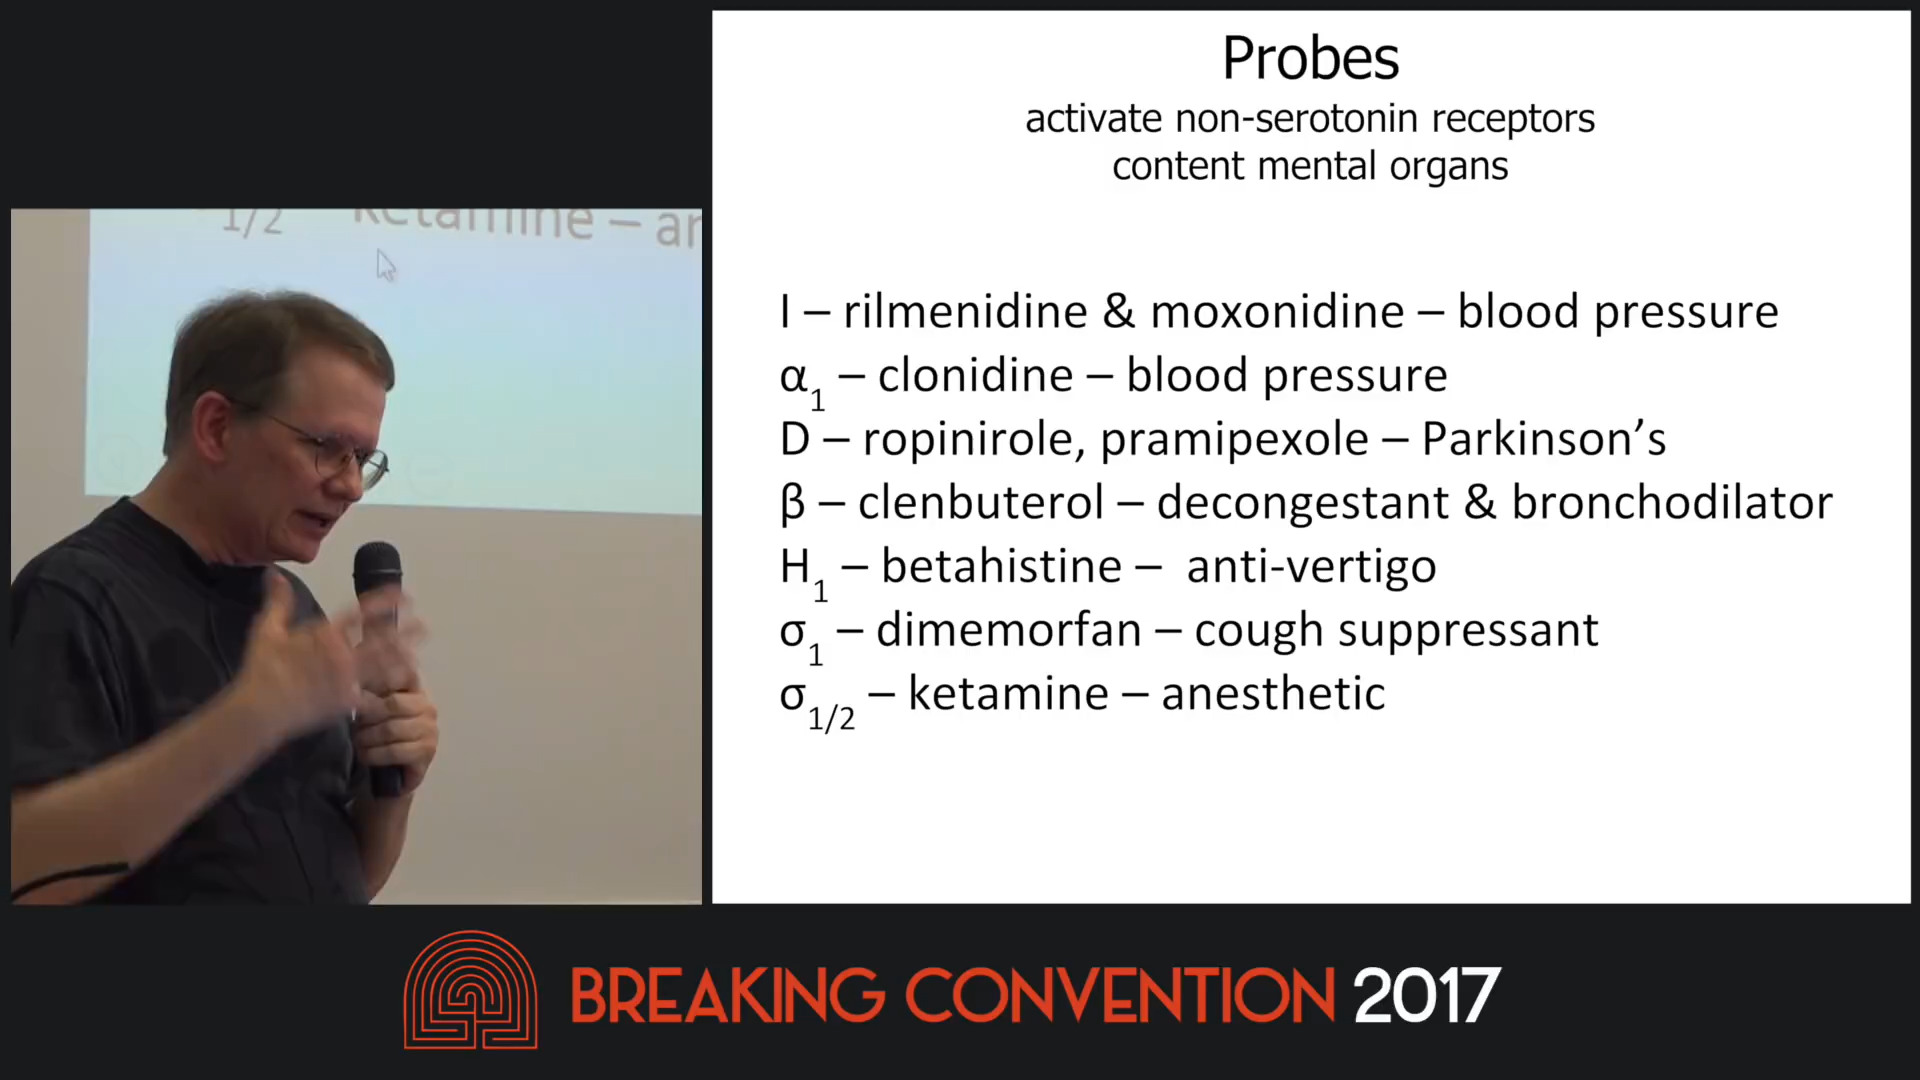 Probes
activate non-serotonin receptors
content mental organs
1/2 ketamine – an
I – rilmenidine & moxonidine – blood pressure
α1 – clonidine – blood pressure
D – ropinirole, pramipexole – Parkinson’s
β – clenbuterol – decongestant & bronchodilator
H1 – betahistine – anti-vertigo
σ1 – dimemorfan – cough suppressant
σ1/2 – ketamine – anesthetic
BREAKING CONVENTION 2017